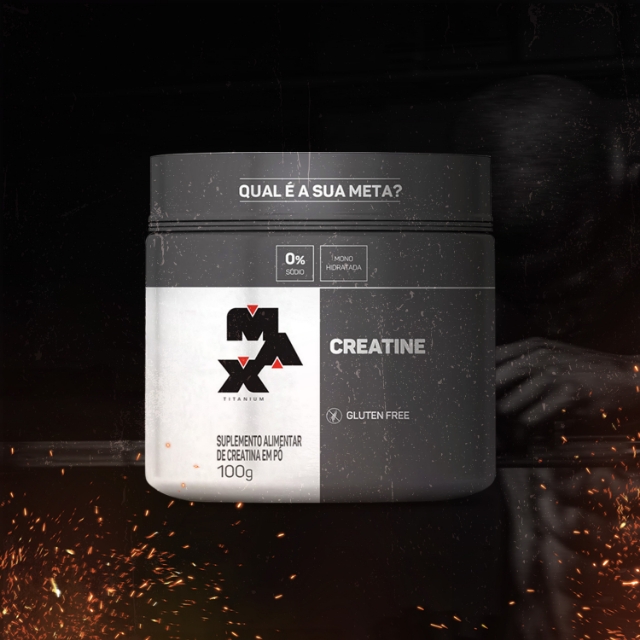 QUAL É A SUA META?
0%
SÓDIO
MONO
HIDRATADA
MAX
TITANIUM
CREATINE
GLUTEN FREE
SUPLEMENTO ALIMENTAR
DE CREATINA EM PÓ
100g